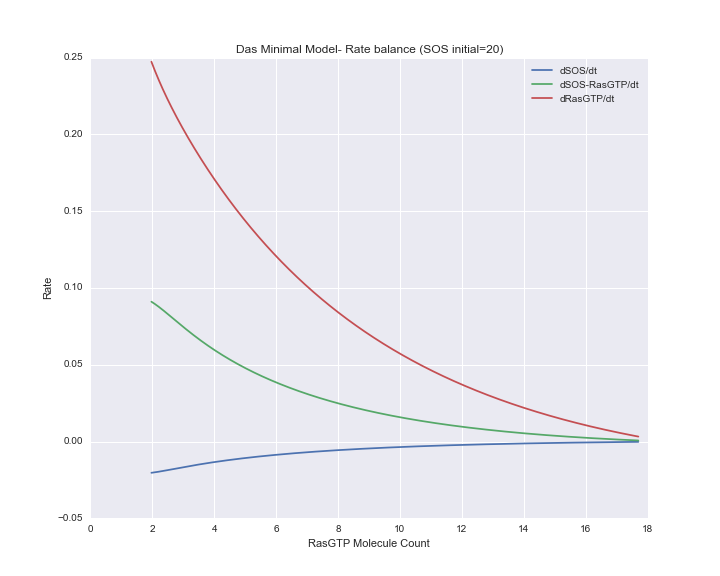 Das Minimal Model- Rate balance (SOS initial=20)
0.25
0.20
0.15
0.10
0.05
0.00
−0.05
Rate
dSOS/dt
dSOS-RasGTP/dt
dRasGTP/dt
0 2 4 6 8 10 12 14 16 18
RasGTP Molecule Count